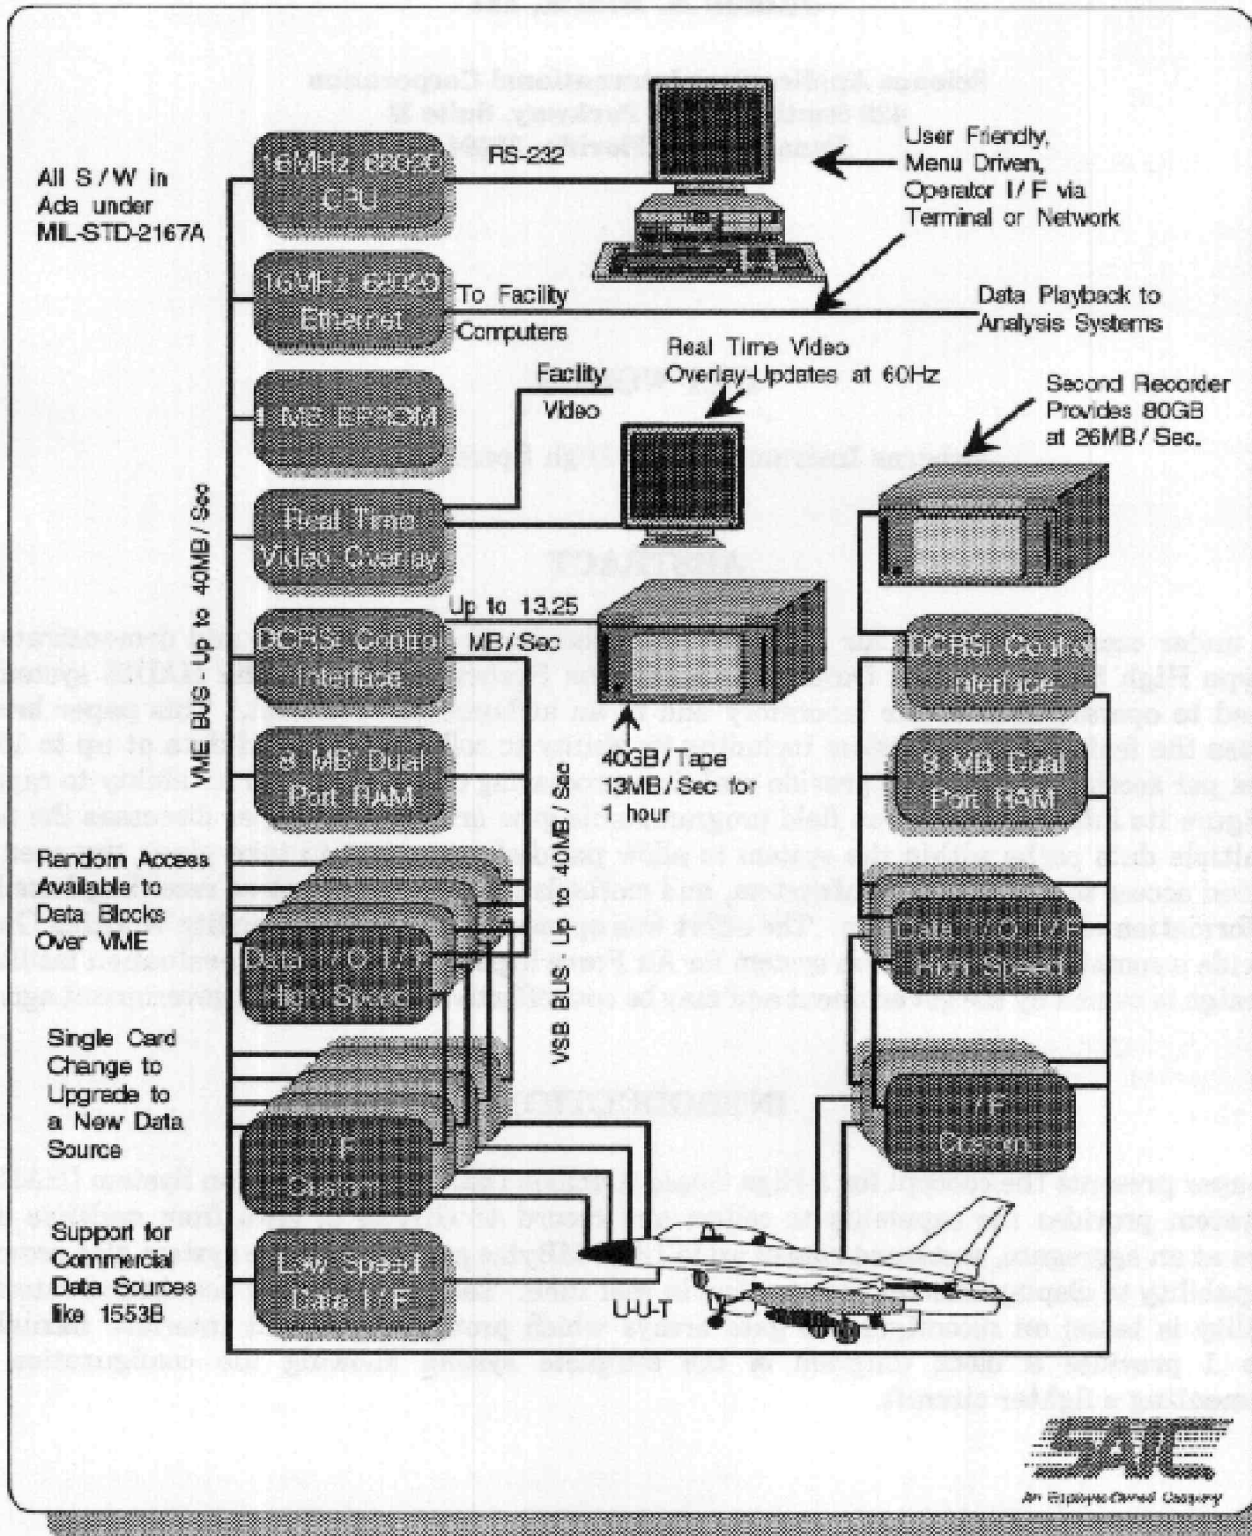 All S/W in
Ada under
MIL-STD-2167A
16MHz 68020
CPU
RS-232
User Friendly,
Menu Driven,
Operator I/F via
Terminal or Network
16MHz 68020
Ethernet
To Facility
Computers
Data Playback to
Analysis Systems
Real Time Video
Overlay-Updates at 60Hz
Facility
Video
1 MB EPROM
Second Recorder
Provides 80GB
at 26MB/Sec.
VME BUS Up to 40MB/Sec
Real Time
Video Overlay
Up to 13.25
MB/Sec
DCRSi Control
Interface
DCRSi Cont
Interface
8 MB Dual
Port RAM
40GB/Tape
13MB/Sec for
1 hour
VSB BUS Up to 40MB/Sec
8 MB Dual
Port RAM
Random Access
Available to
Data Blocks
Over VME
High Speed
High Speed
Single Card
Change to
Upgrade to
a New Data
Source
I/F
Custom
Support for
Commercial
Data Sources
like 1553B
Low Speed
Data I/F
U-U-T
SAIC
An Employee-Owned Company